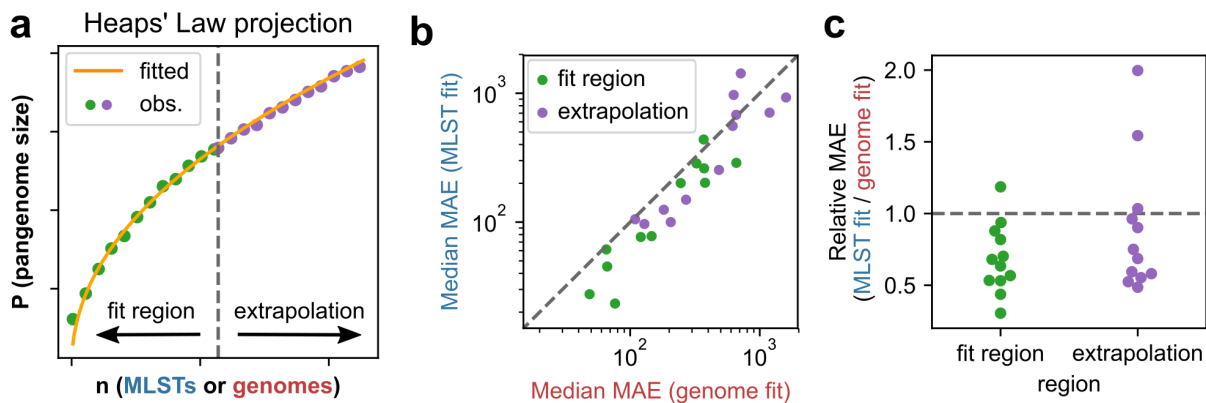 a
Heaps' Law projection
fitted
obs.
P (pangenome size)
fit region
extrapolation
n (MLSTs or genomes)
b
Median MAE (MLST fit)
10³
10²
fit region
extrapolation
10² 10³
Median MAE (genome fit)
c
Relative MAE
(MLST fit / genome fit)
2.0
1.5
1.0
0.5
fit region extrapolation
region